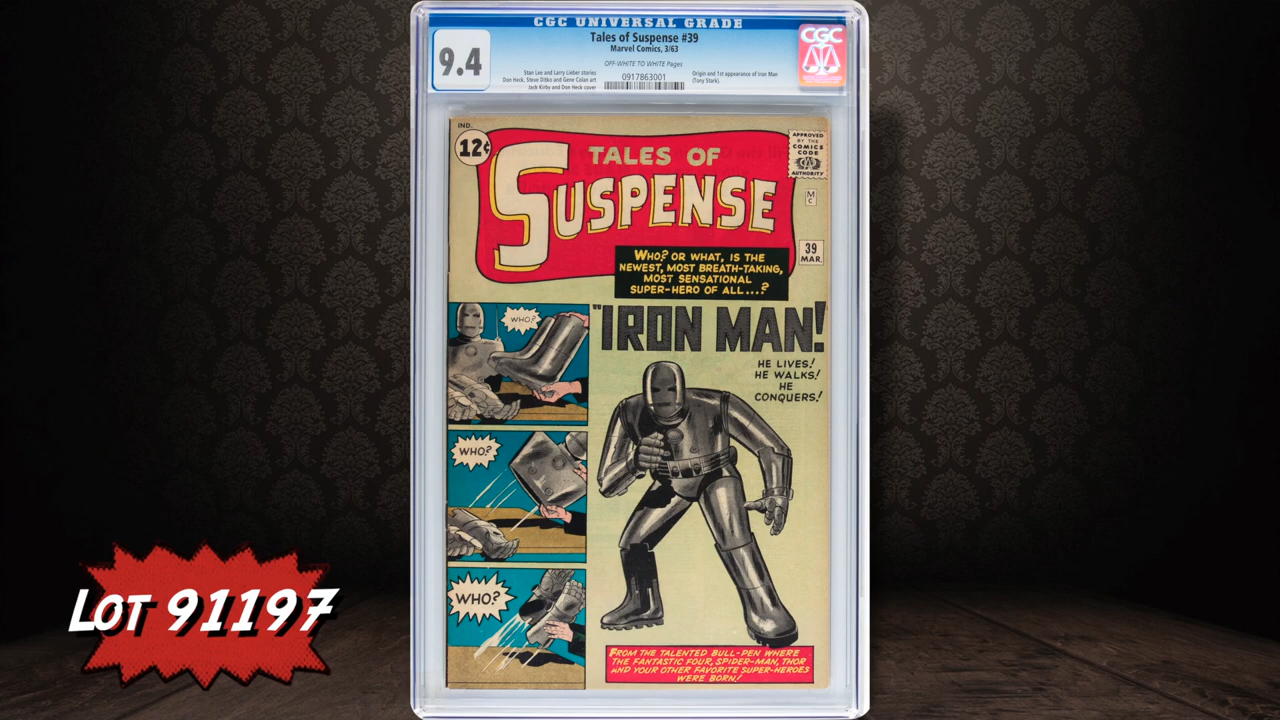 CGC UNIVERSAL GRADE
9.4
Tales of Suspense #39
Marvel Comics, 3/63
OFF-WHITE TO WHITE Pages
Stan Lee and Larry Lieber stories
Don Heck, Steve Ditko and Gene Colan art
Jack Kirby and Don Heck cover
0917863001
Origin and 1st appearance of Iron Man
(Tony Stark).
CGC
IND.
12¢
TALES OF
SUSPENSE
APPROVED
BY THE
COMICS
CODE
AUTHORITY
M
C
39
MAR.
WHO? OR WHAT, IS THE
NEWEST, MOST BREATH-TAKING,
MOST SENSATIONAL
SUPER-HERO OF ALL...?
"IRON MAN!
HE LIVES!
HE WALKS!
HE
CONQUERS!
WHO?
WHO?
WHO?
FROM THE TALENTED BULL-PEN WHERE
THE FANTASTIC FOUR, SPIDER-MAN, THOR
AND YOUR OTHER FAVORITE SUPER-HEROES
WERE BORN!
LOT 91197